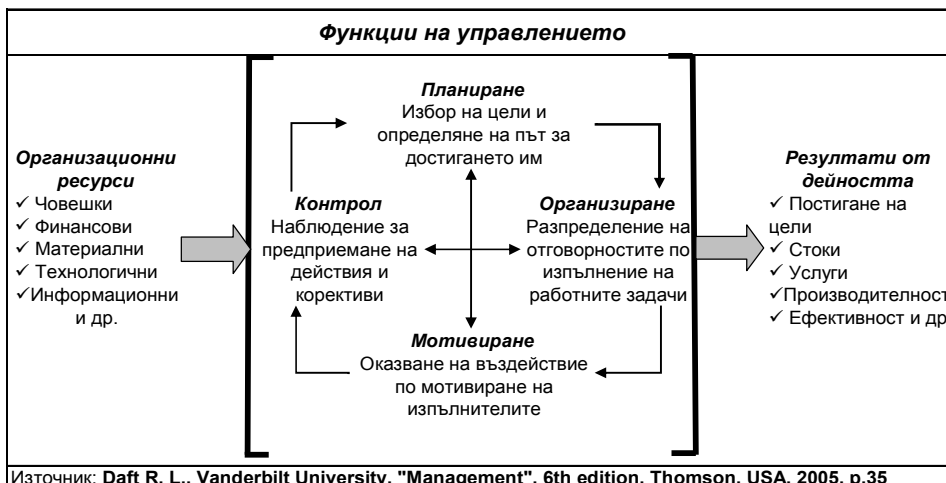 Функции на управлението
Организационни
ресурси
✓ Човешки
✓ Финансови
✓ Материални
✓ Технологични
✓Информационни
и др.
Планиране
Избор на цели и
определяне на път за
достигането им
Контрол
Наблюдение за
предприемане на
действия и
корективи
Организиране
Разпределение на
отговорностите по
изпълнение на
работните задачи
Мотивиране
Оказване на въздействие
по мотивиране на
изпълнителите
Резултати от
дейността
✓ Постигане на
цели
✓ Стоки
✓ Услуги
✓Производителност
✓ Ефективност и др
Източник: Daft R. L., Vanderbilt University, "Management", 6th edition, Thomson, USA, 2005, p.35